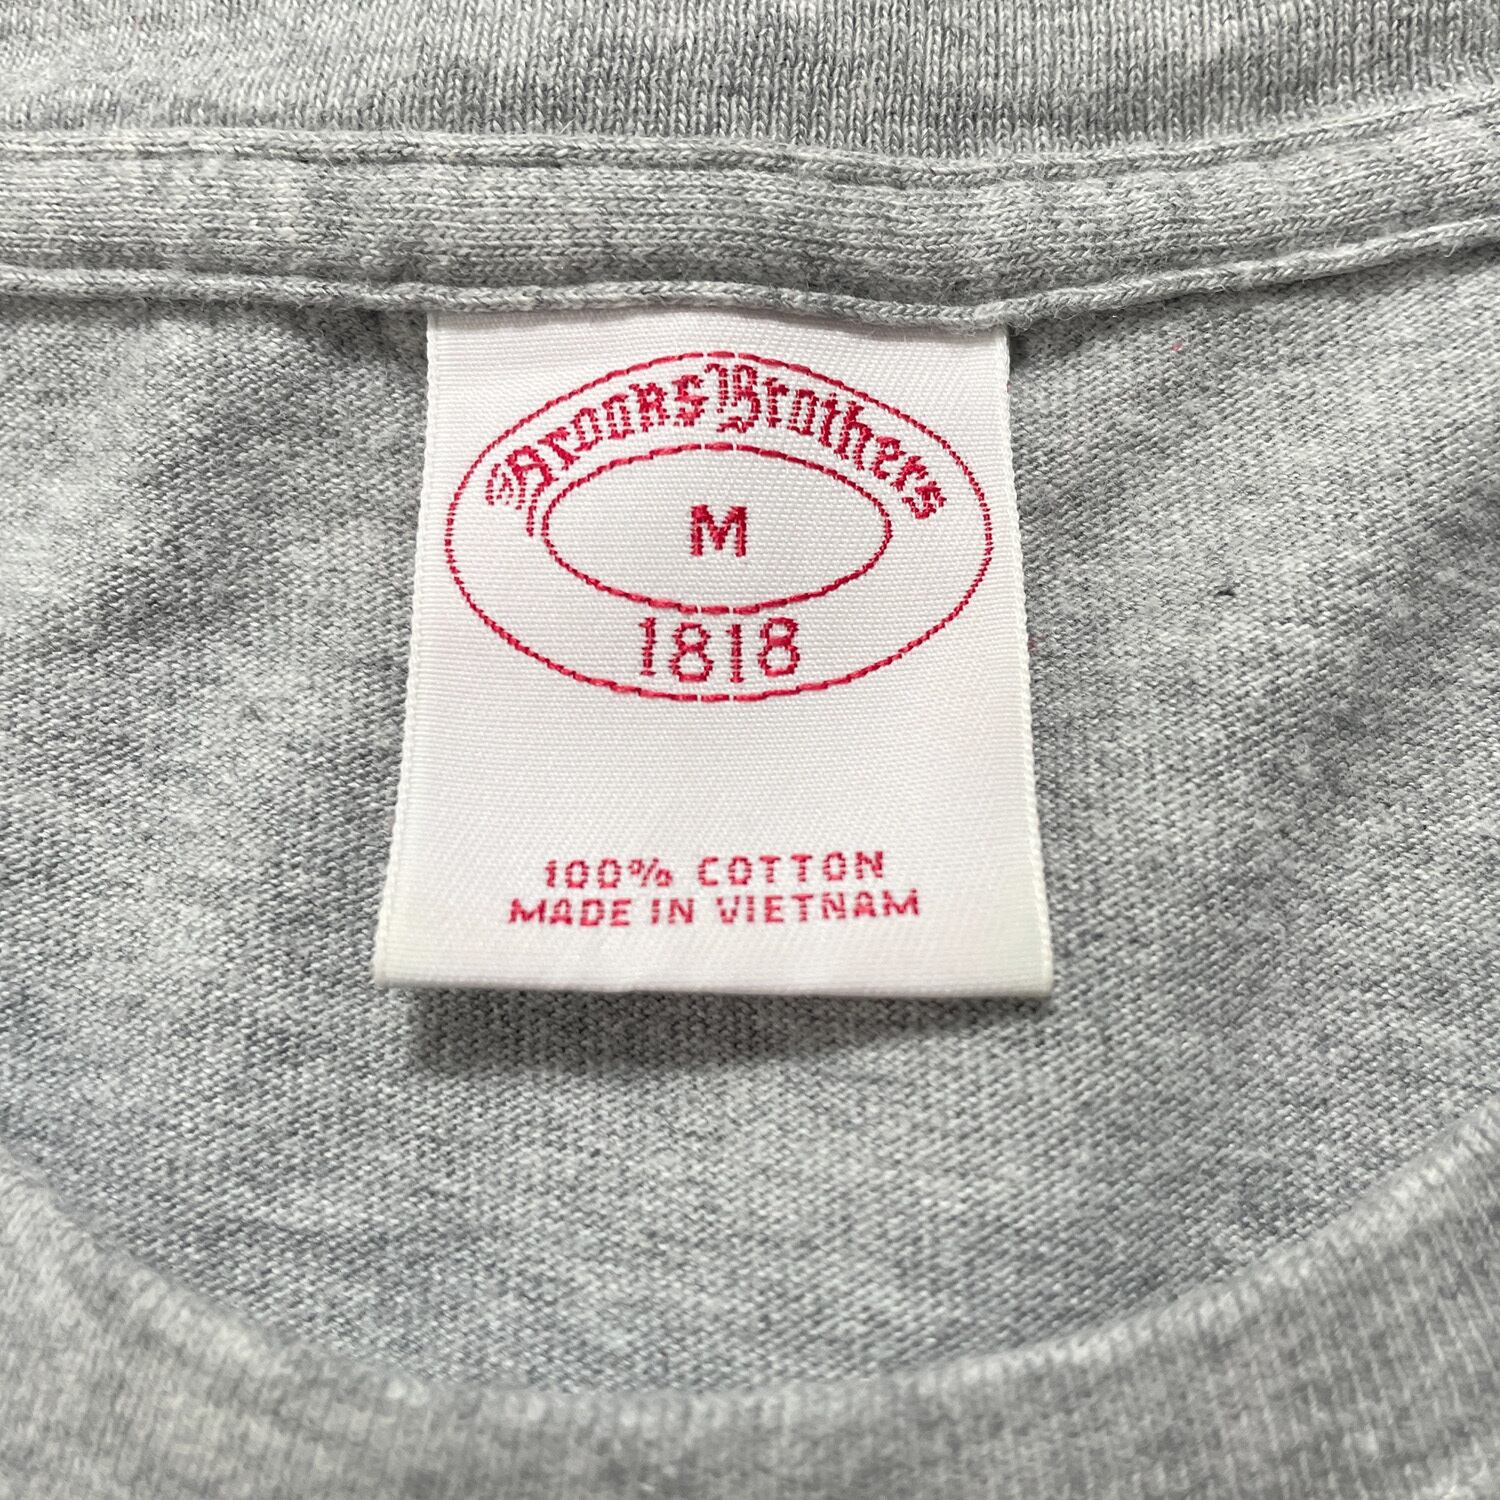 Brooks Brothers
M
1818
100% COTTON
MADE IN VIETNAM